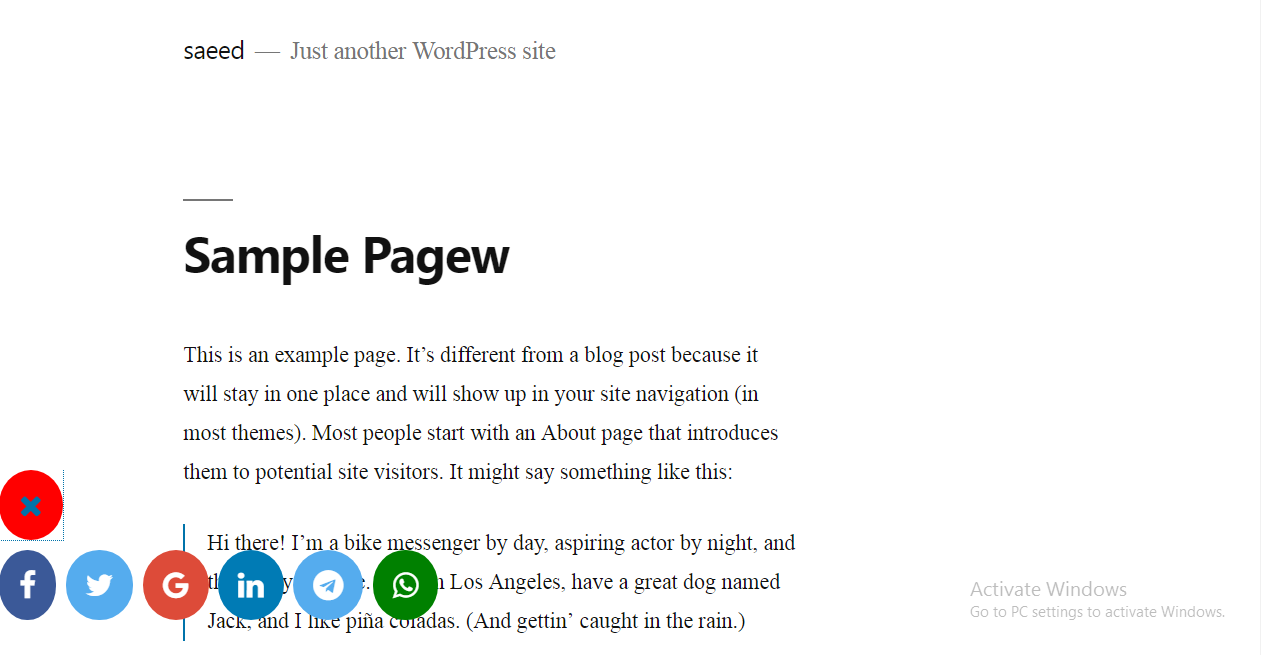 saeed — Just another WordPress site
Sample Pagew
This is an example page. It’s different from a blog post because it
will stay in one place and will show up in your site navigation (in
most themes). Most people start with an About page that introduces
them to potential site visitors. It might say something like this:
Hi there! I’m a bike messenger by day, aspiring actor by night, and
Los Angeles, have a great dog named
Jack, and I like piña coladas. (And gettin’ caught in the rain.)
Activate Windows
Go to PC settings to activate Windows.